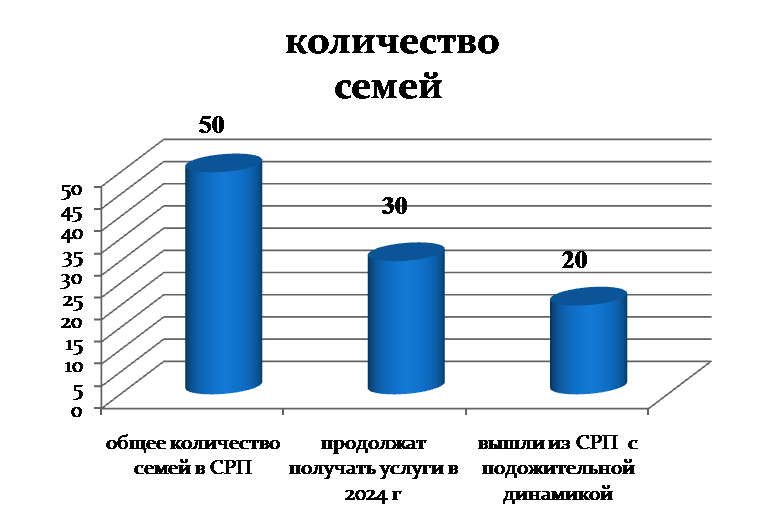 количество
семей
50
30
20
50
45
40
35
30
25
20
15
10
5
0
общее количество
семей в СРП
продолжат
получать услуги в
2024 г
вышли из СРП с
подожительной
динамикой